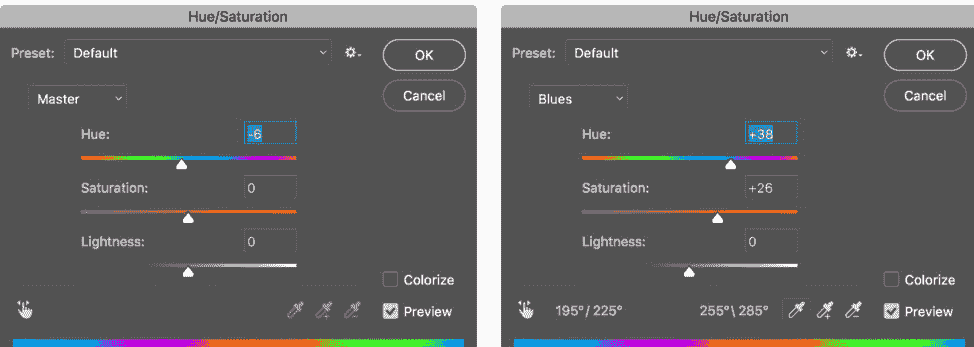 Hue/Saturation
Preset: Default
OK
Cancel
Master
Hue: -6
Saturation: 0
Lightness: 0
Colorize
Preview
Hue/Saturation
Preset: Default
OK
Cancel
Blues
Hue: +38
Saturation: +26
Lightness: 0
Colorize
195°/ 225° 255°\ 285° Preview